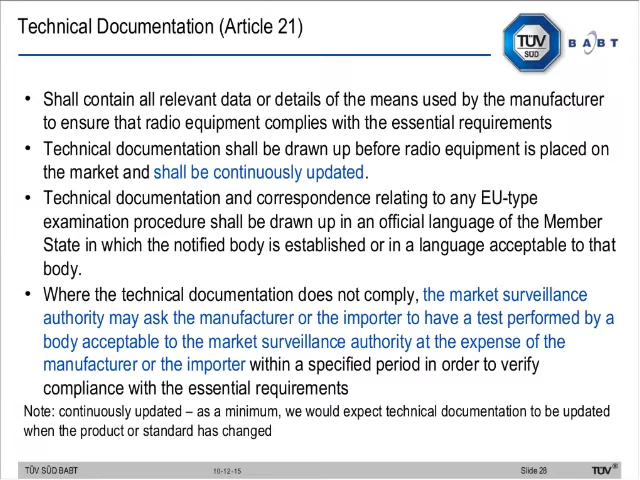 Technical Documentation (Article 21)
TÜV
SÜD
BABT
• Shall contain all relevant data or details of the means used by the manufacturer
to ensure that radio equipment complies with the essential requirements
• Technical documentation shall be drawn up before radio equipment is placed on
the market and shall be continuously updated.
• Technical documentation and correspondence relating to any EU-type
examination procedure shall be drawn up in an official language of the Member
State in which the notified body is established or in a language acceptable to that
body.
• Where the technical documentation does not comply, the market surveillance
authority may ask the manufacturer or the importer to have a test performed by a
body acceptable to the market surveillance authority at the expense of the
manufacturer or the importer within a specified period in order to verify
compliance with the essential requirements
Note: continuously updated – as a minimum, we would expect technical documentation to be updated
when the product or standard has changed
TÜV SÜD BABT 10-12-15 Slide 28 TÜV®